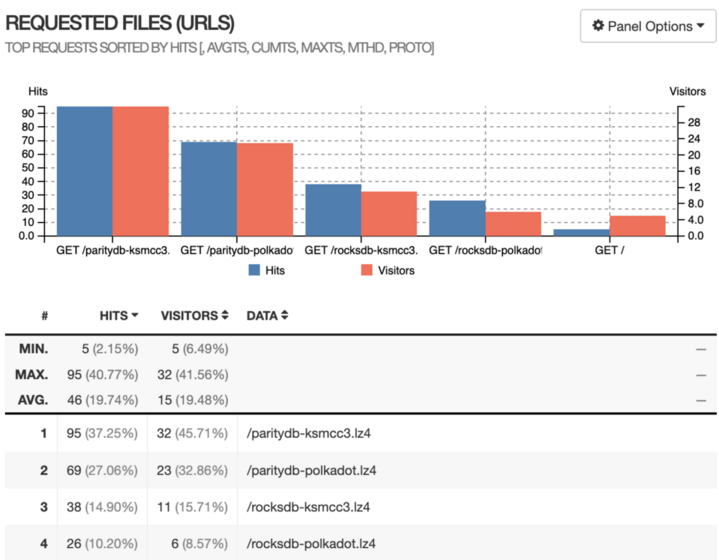 REQUESTED FILES (URLS)
Panel Options
TOP REQUESTS SORTED BY HITS [, AVGTS, CUMTS, MAXTS, MTHD, PROTO]
Hits Visitors
90
80
70
60
50
40
30
20
10
0.0
28
24
20
16
12
8.0
4.0
0.0
GET /paritydb-ksmcc3. GET /paritydb-polkado GET /rocksdb-ksmcc3. GET /rocksdb-polkadot GET /
Hits Visitors
# HITS VISITORS DATA
MIN. 5 (2.15%) 5 (6.49%) —
MAX. 95 (40.77%) 32 (41.56%) —
AVG. 46 (19.74%) 15 (19.48%) —
1 95 (37.25%) 32 (45.71%) /paritydb-ksmcc3.lz4
2 69 (27.06%) 23 (32.86%) /paritydb-polkadot.lz4
3 38 (14.90%) 11 (15.71%) /rocksdb-ksmcc3.lz4
4 26 (10.20%) 6 (8.57%) /rocksdb-polkadot.lz4